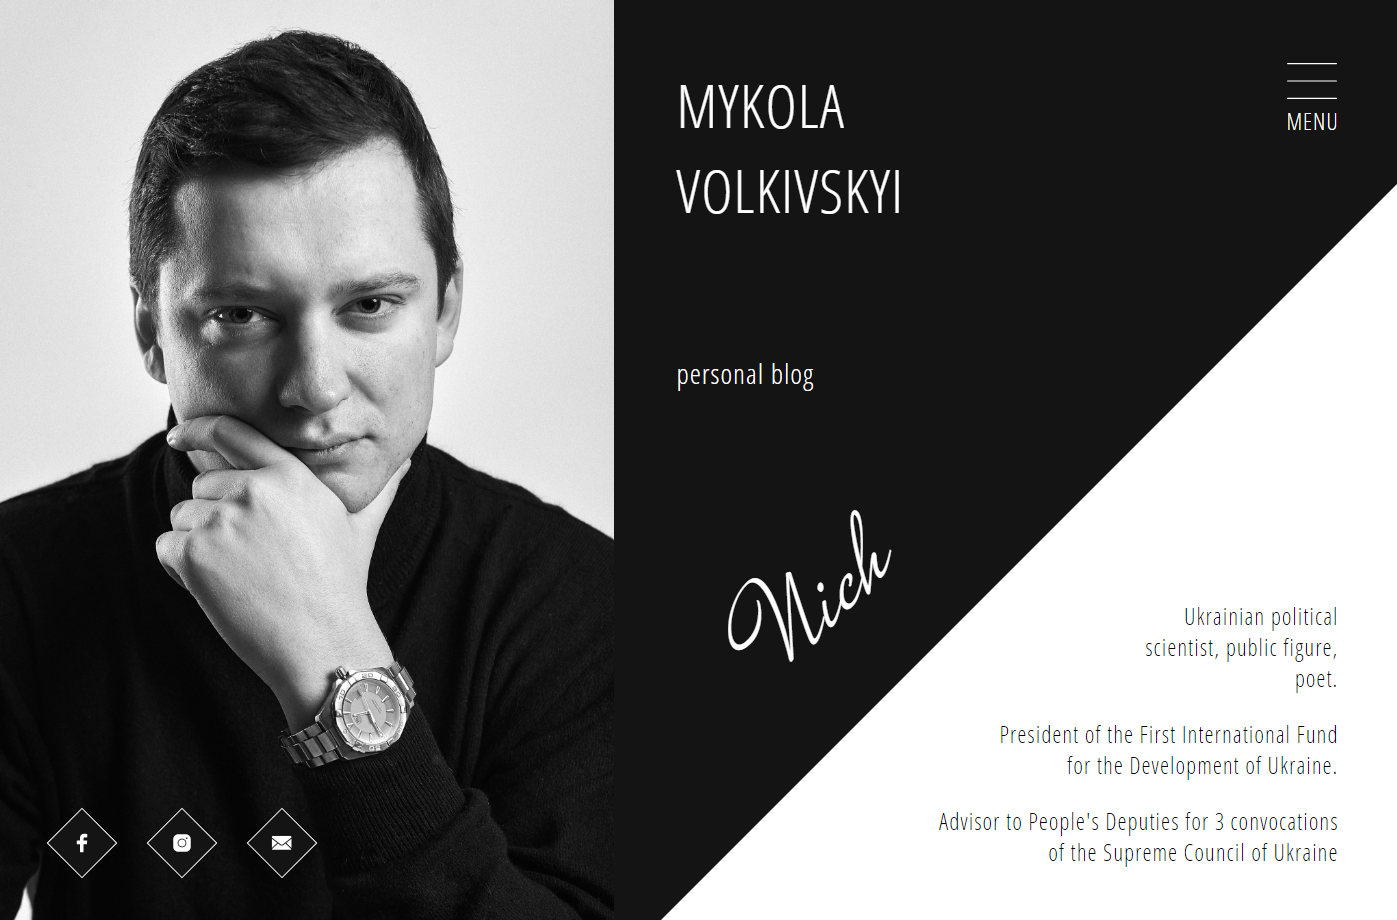 MYKOLA
VOLKIVSKYI
MENU
personal blog
Nich
Ukrainian political
scientist, public figure,
poet.
President of the First International Fund
for the Development of Ukraine.
Advisor to People's Deputies for 3 convocations
of the Supreme Council of Ukraine